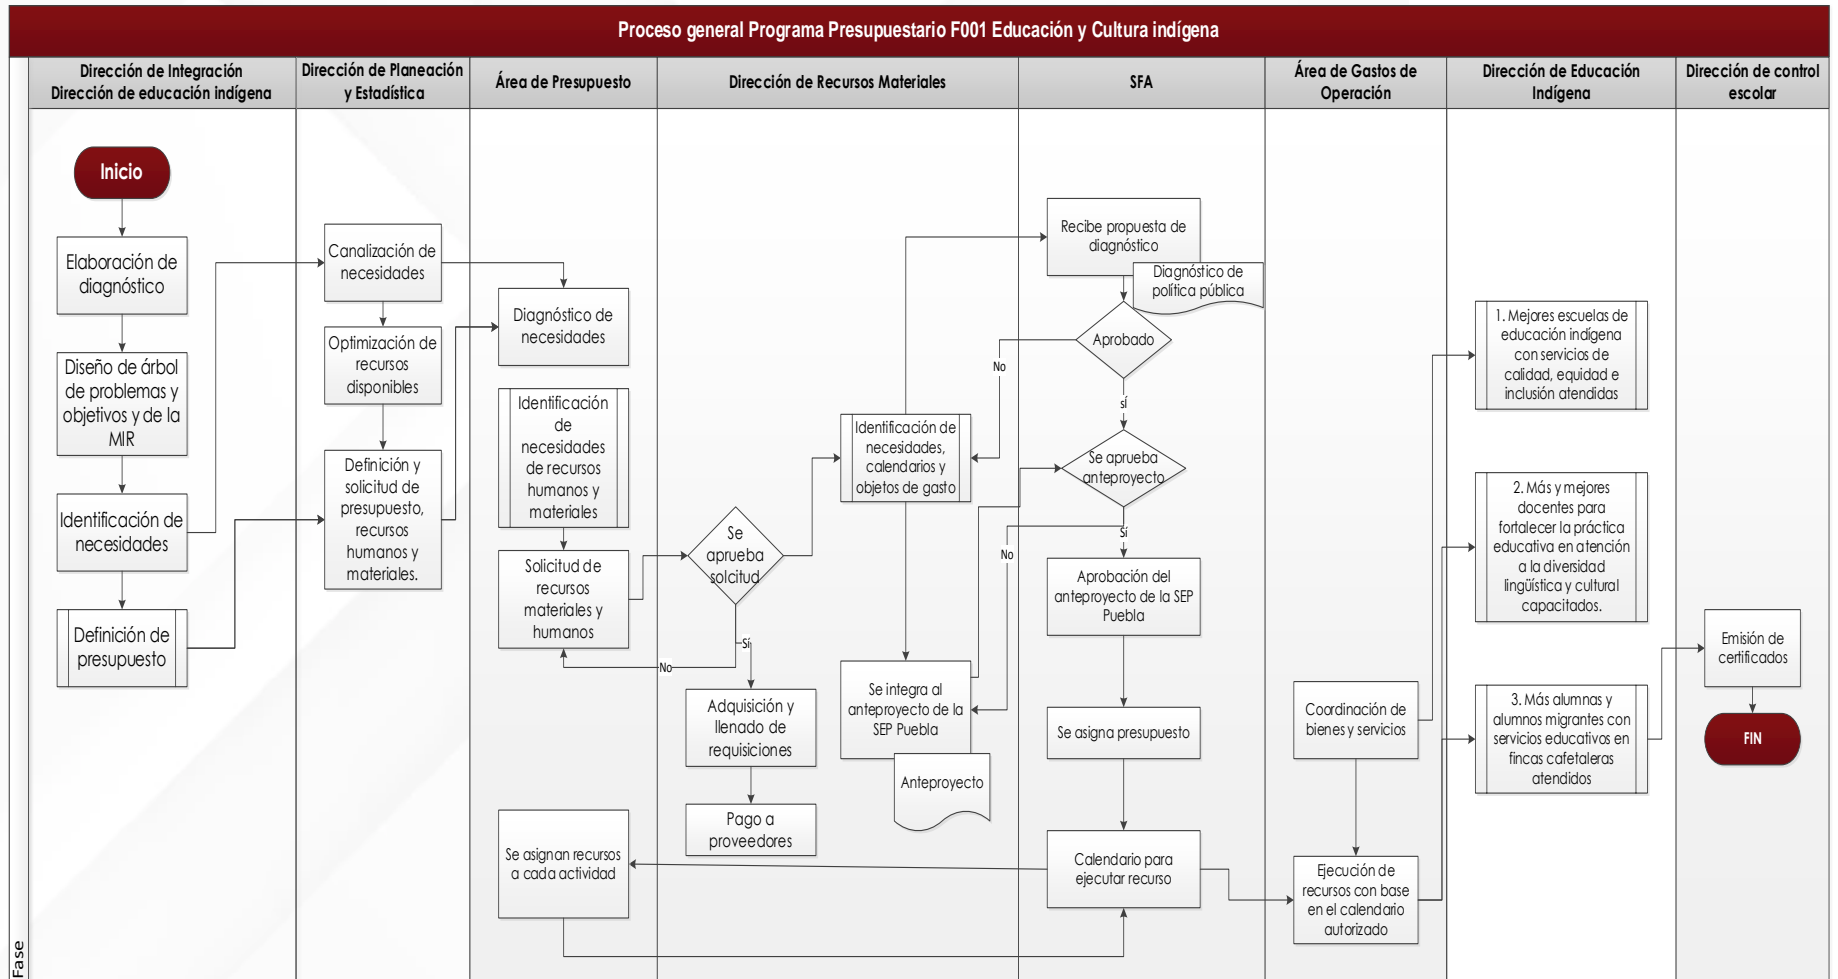 Proceso general Programa Presupuestario F001 Educación y Cultura indígena
Fase
Dirección de Integración
Dirección de educación indígena
Dirección de Planeación
y Estadística
Área de Presupuesto
Dirección de Recursos Materiales
SFA
Área de Gastos de
Operación
Dirección de Educación
Indígena
Dirección de control
escolar
Inicio
Elaboración de
diagnóstico
Diseño de árbol
de problemas y
objetivos y de la
MIR
Identificación de
necesidades
Definición de
presupuesto
Canalización de
necesidades
Optimización de
recursos
disponibles
Definición y
solicitud de
presupuesto,
recursos
humanos y
materiales.
Diagnóstico de
necesidades
Identificación
de
necesidades
de recursos
humanos y
materiales
Solicitud de
recursos
materiales y
humanos
Se asignan recursos
a cada actividad
Se
aprueba
solcitud
Sí
No
Adquisición y
llenado de
requisiciones
Pago a
proveedores
Identificación de
necesidades,
calendarios y
objetos de gasto
Se integra al
anteproyecto de la
SEP Puebla
Anteproyecto
Recibe propuesta de
diagnóstico
Diagnóstico de
política pública
Aprobado
No
sí
Se aprueba
anteproyecto
No
Sí
Aprobación del
anteproyecto de la SEP
Puebla
Se asigna presupuesto
Calendario para
ejecutar recurso
Coordinación de
bienes y servicios
Ejecución de
recursos con base
en el calendario
autorizado
1. Mejores escuelas de
educación indígena
con servicios de
calidad, equidad e
inclusión atendidas
2. Más y mejores
docentes para
fortalecer la práctica
educativa en atención
a la diversidad
lingüística y cultural
capacitados.
3. Más alumnas y
alumnos migrantes con
servicios educativos en
fincas cafetaleras
atendidos
Emisión de
certificados
FIN